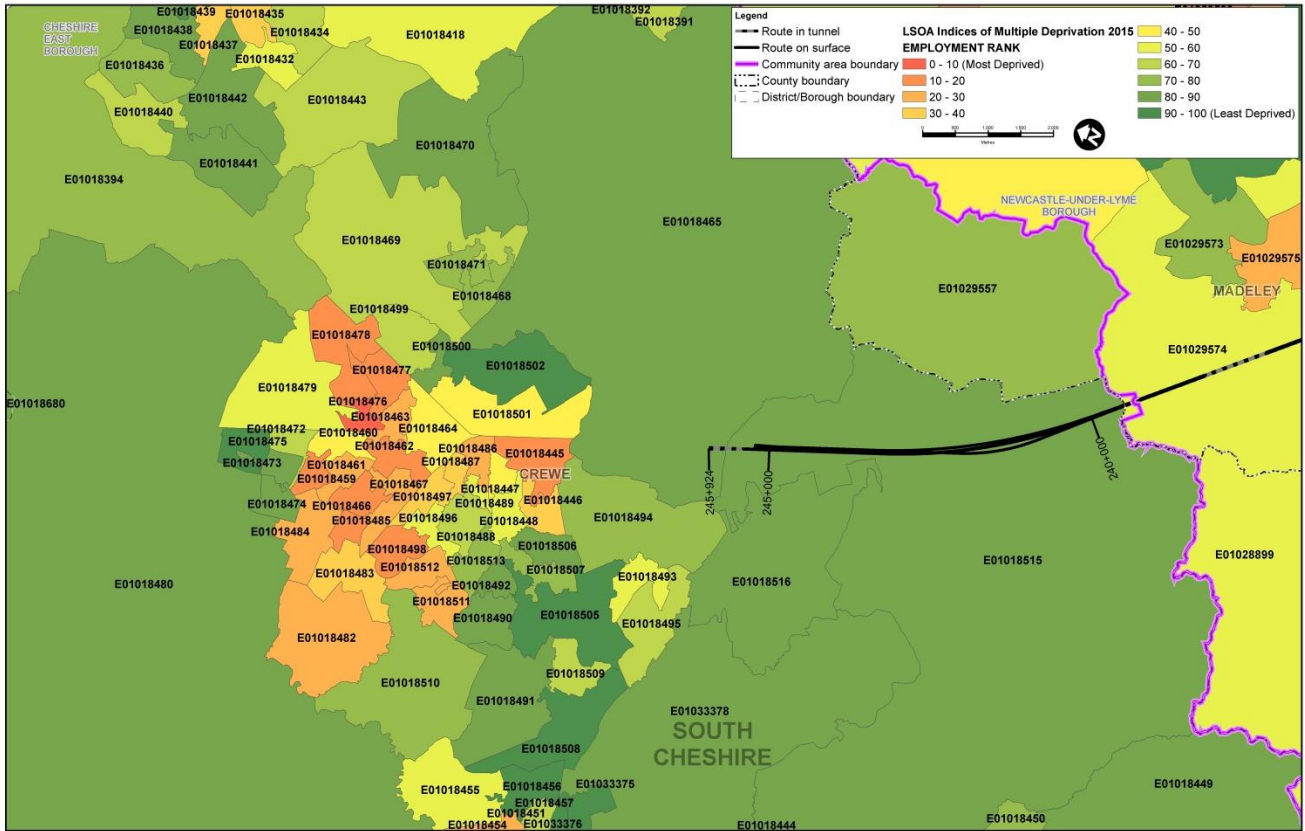 Legend
Route in tunnel
Route on surface
Community area boundary
County boundary
District/Borough boundary
LSOA Indices of Multiple Deprivation 2015
EMPLOYMENT RANK
0 - 10 (Most Deprived)
10 - 20
20 - 30
30 - 40
40 - 50
50 - 60
60 - 70
70 - 80
80 - 90
90 - 100 (Least Deprived)
0 500 1,000 1,500 2,000
Metres
N
CHESHIRE
EAST
BOROUGH
E01018439
E01018435
E01018438
E01018434
E01018437
E01018418
E01018392
E01018391
E01018436
E01018432
E01018442
E01018443
E01018440
E01018470
E01018441
E01018394
E01018465
NEWCASTLE-UNDER-LYME
BOROUGH
E01029573
E01029575
MADELEY
E01018469
E01018471
E01018468
E01029557
E01018499
E01018478
E01018500
E01018502
E01029574
E01018477
E01018479
E01018680
E01018476
E01018463
E01018501
E01018472
E01018460
E01018464
E01018475
E01018462
E01018486
E01018445
E01018473
E01018461
E01018487
CREWE
E01018459
E01018467
E01018447
245+924
245+000
240+000
E01018474
E01018466
E01018497
E01018489
E01018446
E01018484
E01018485
E01018496
E01018448
E01018494
E01018488
E01018498
E01018506
E01028899
E01018483
E01018512
E01018513
E01018507
E01018493
E01018480
E01018492
E01018516
E01018515
E01018511
E01018490
E01018505
E01018495
E01018482
E01018509
E01018510
E01018491
E01033378
SOUTH
CHESHIRE
E01018508
E01018455
E01018456
E01033375
E01018449
E01018457
E01018451
E01018454
E01033376
E01018444
E01018450